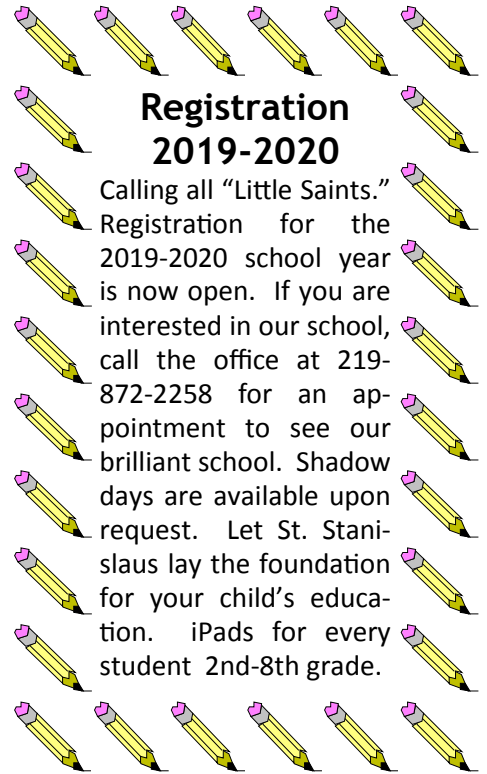 Registration
2019-2020
Calling all “Little Saints.”
Registration for the
2019-2020 school year
is now open.  If you are
interested in our school,
call the office at 219-
872-2258 for an ap-
pointment to see our
brilliant school.  Shadow
days are available upon
request.  Let St. Stani-
slaus lay the foundation
for your child’s educa-
tion.  iPads for every
student  2nd-8th grade.